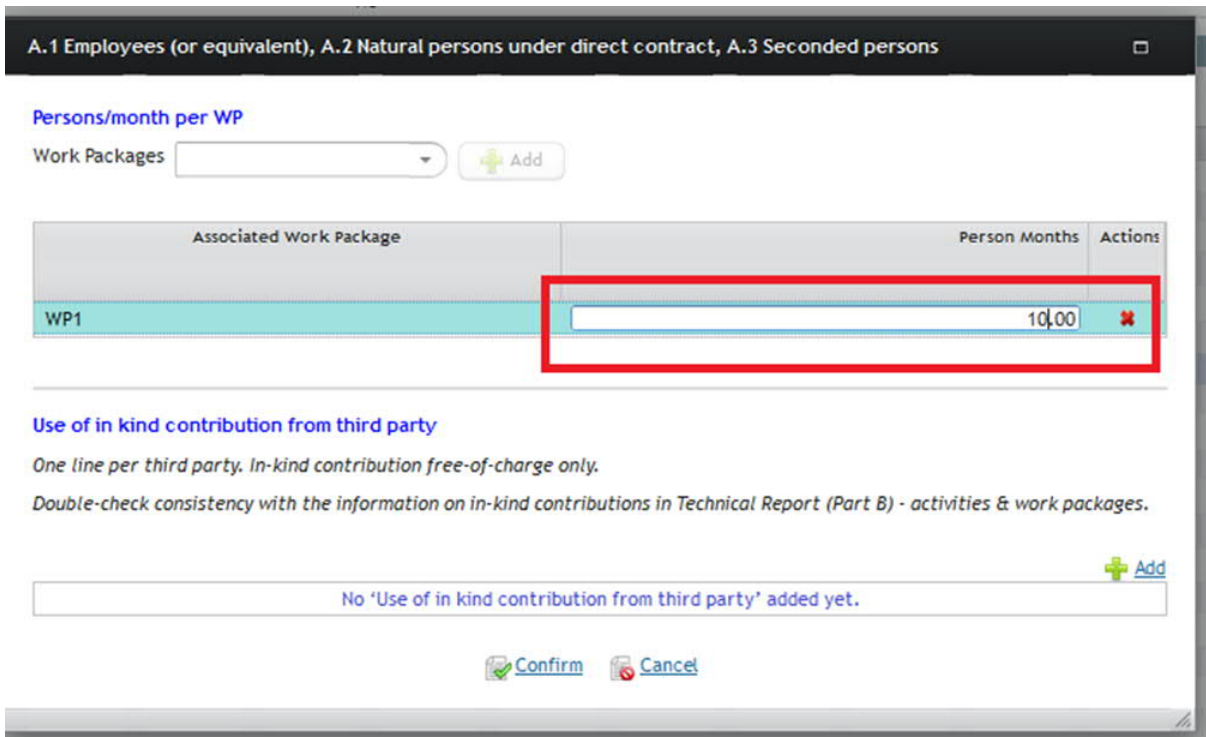 A.1 Employees (or equivalent), A.2 Natural persons under direct contract, A.3 Seconded persons
Persons/month per WP
Work Packages Add
Associated Work Package Person Months Actions
WP1 10.00
Use of in kind contribution from third party
One line per third party. In-kind contribution free-of-charge only.
Double-check consistency with the information on in-kind contributions in Technical Report (Part B) - activities & work packages.
Add
No ‘Use of in kind contribution from third party’ added yet.
Confirm Cancel